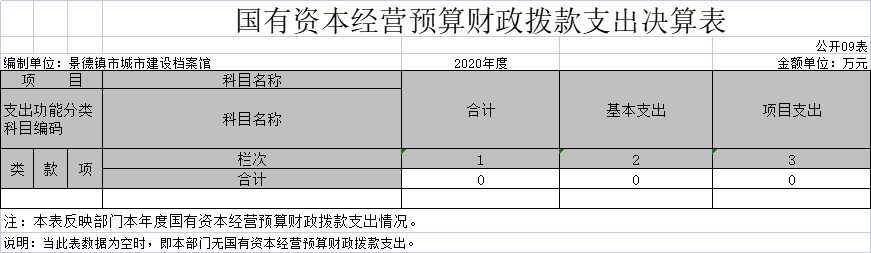 国有资本经营预算财政拨款支出决算表
公开09表
编制单位：景德镇市城市建设档案馆 2020年度 金额单位：万元
项 目 科目名称 合计 基本支出 项目支出
支出功能分类
科目编码 科目名称
类 款 项 栏次 1 2 3
合计 0 0 0
注：本表反映部门本年度国有资本经营预算财政拨款支出情况。
说明：当此表数据为空时，即本部门无国有资本经营预算财政拨款支出。